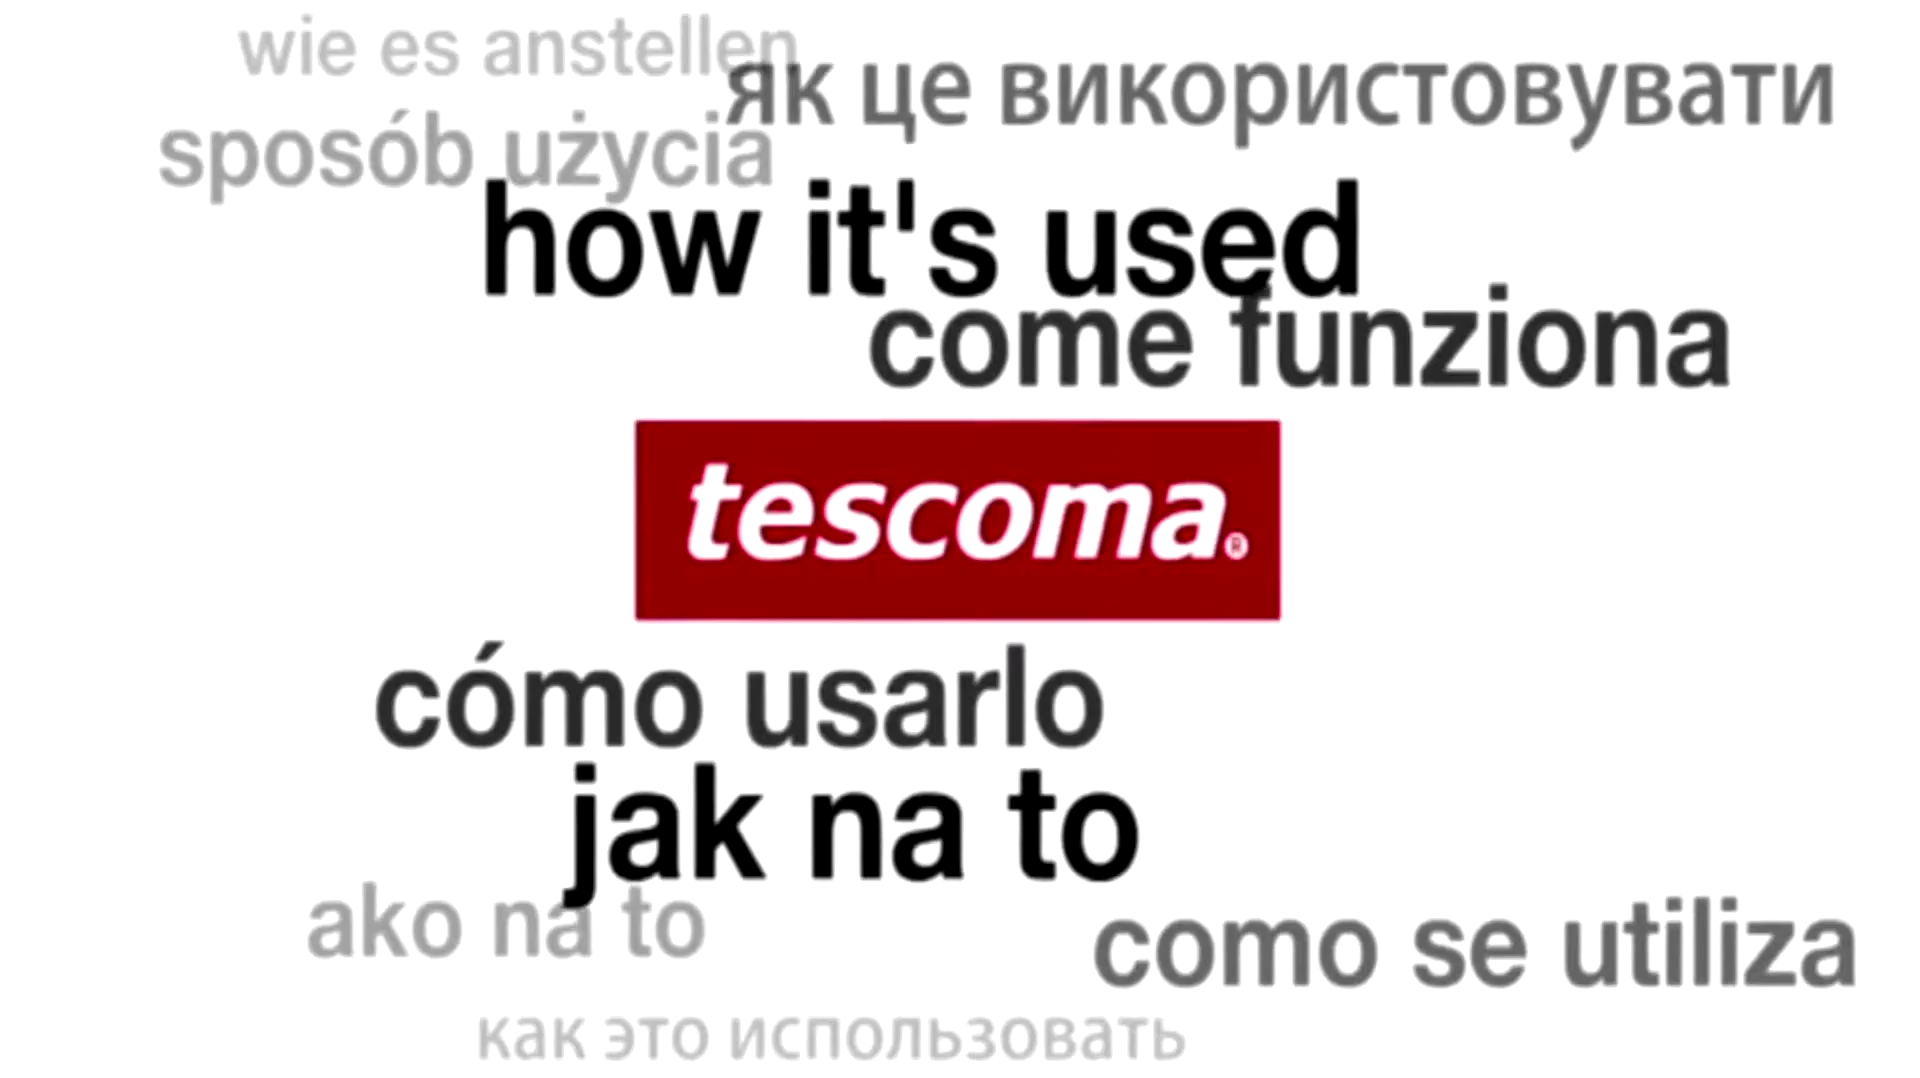 wie es anstellen
як це використовувати
sposób użycia
how it's used
come funziona
tescoma®
cómo usarlo
jak na to
ako na to
como se utiliza
как это использовать